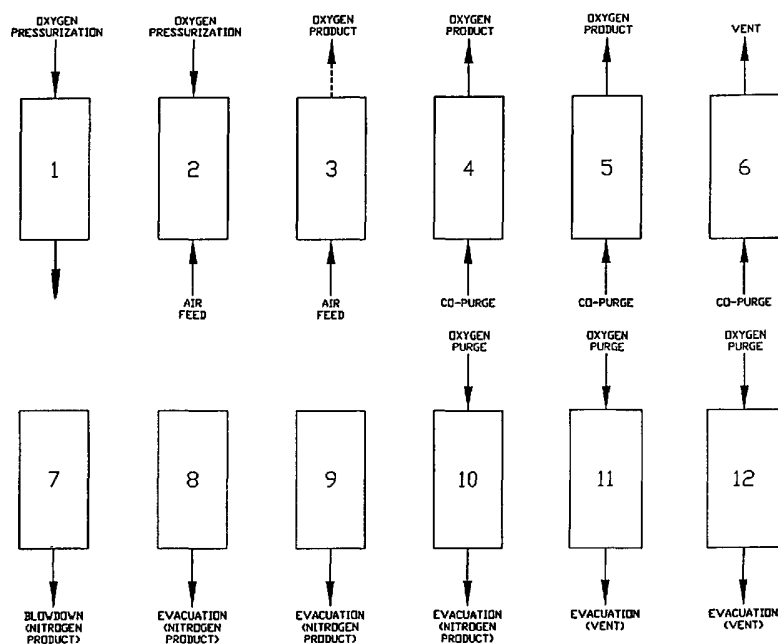 OXYGEN
PRESSURIZATION
OXYGEN
PRESSURIZATION
OXYGEN
PRODUCT
OXYGEN
PRODUCT
OXYGEN
PRODUCT
VENT
1
2
3
4
5
6
AIR
FEED
AIR
FEED
CO-PURGE
CO-PURGE
CO-PURGE
OXYGEN
PURGE
OXYGEN
PURGE
OXYGEN
PURGE
7
8
9
10
11
12
BLOWDOWN
(NITROGEN
PRODUCT)
EVACUATION
(NITROGEN
PRODUCT)
EVACUATION
(NITROGEN
PRODUCT)
EVACUATION
(NITROGEN
PRODUCT)
EVACUATION
(VENT)
EVACUATION
(VENT)